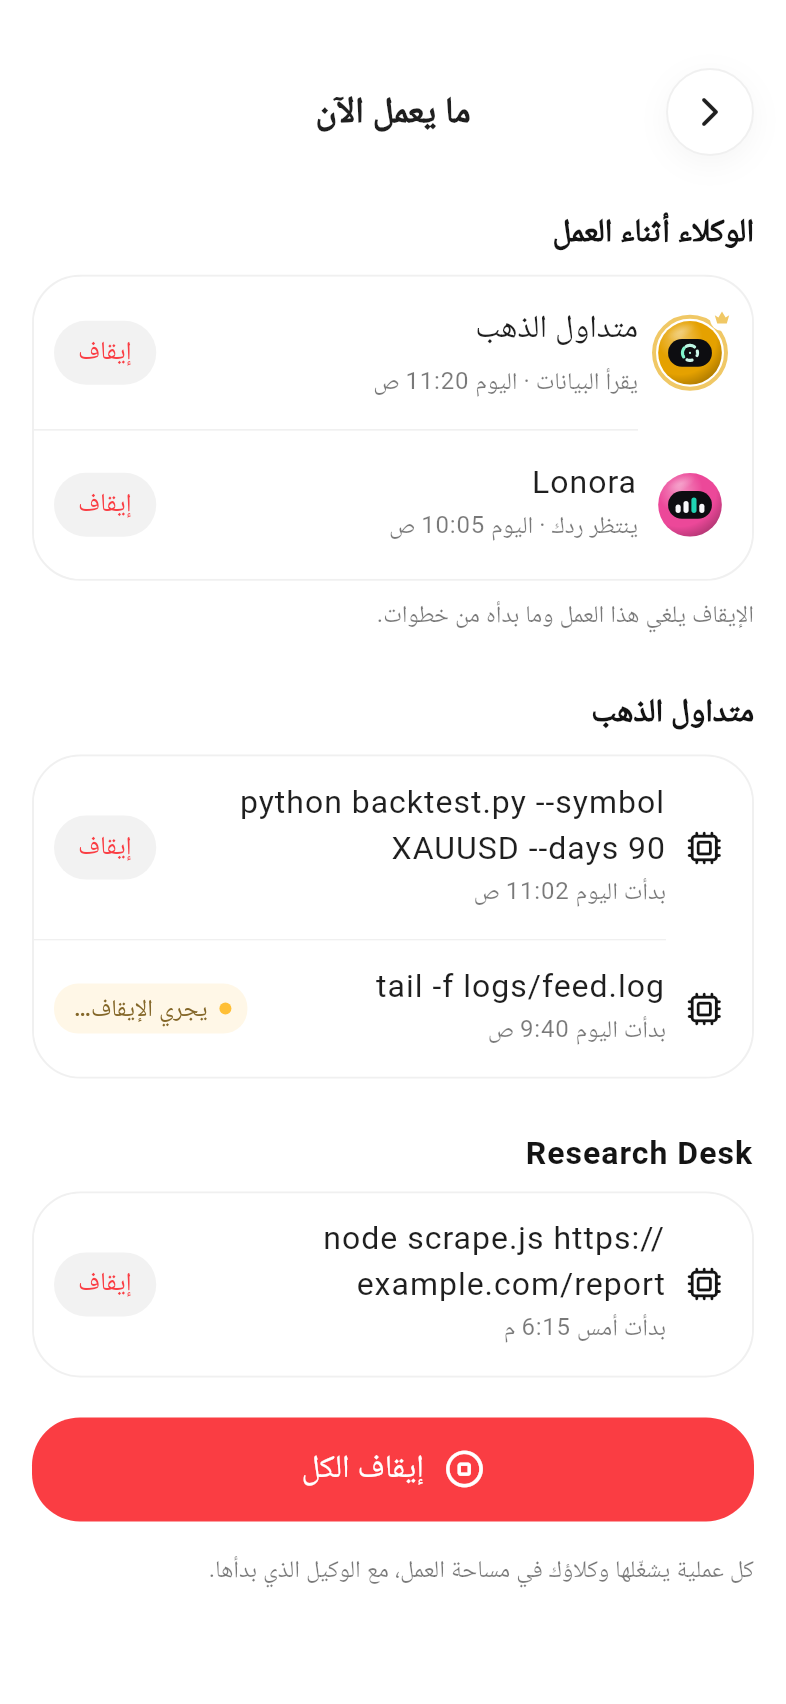 ما يعمل الآن
الوكلاء أثناء العمل
متداول الذهب
يقرأ البيانات · اليوم 11:20 ص
إيقاف
Lonora
ينتظر ردك · اليوم 10:05 ص
إيقاف
الإيقاف يلغي هذا العمل وما بدأه من خطوات.
متداول الذهب
python backtest.py --symbol
XAUUSD --days 90
بدأت اليوم 11:02 ص
إيقاف
tail -f logs/feed.log
بدأت اليوم 9:40 ص
يجري الإيقاف...
Research Desk
node scrape.js https://
example.com/report
بدأت أمس 6:15 م
إيقاف
إيقاف الكل
كل عملية يشغّلها وكلاؤك في مساحة العمل، مع الوكيل الذي بدأها.